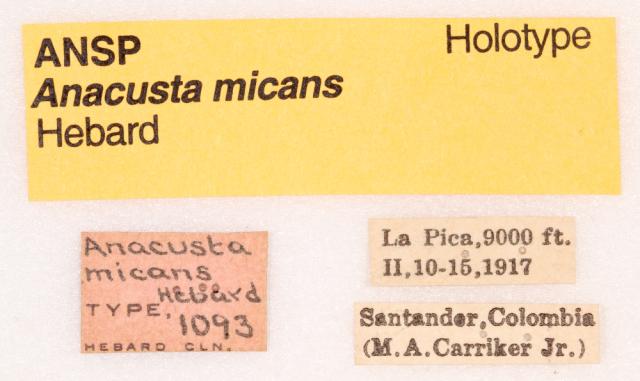 ANSP Holotype
Anacusta micans
Hebard
Anacusta
micans
Hebard
TYPE, 1093
HEBARD CLN.
La Pica,9000 ft.
II,10-15,1917
Santander,Colombia
(M.A.Carriker Jr.)